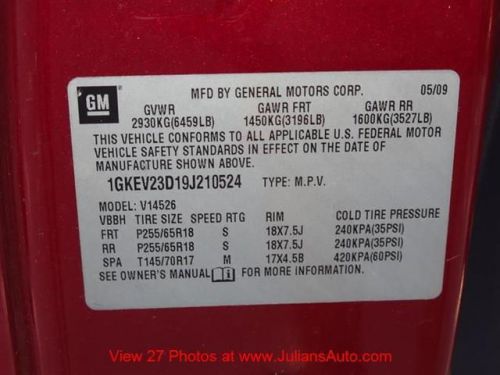 GM
MFD BY GENERAL MOTORS CORP. 05/09
GVWR GAWR FRT GAWR RR
2930KG(6459LB) 1450KG(3196LB) 1600KG(3527LB)
THIS VEHICLE CONFORMS TO ALL APPLICABLE U.S. FEDERAL MOTOR
VEHICLE SAFETY STANDARDS IN EFFECT ON THE DATE OF
MANUFACTURE SHOWN ABOVE.
1GKEV23D19J210524 TYPE: M.P.V.
MODEL: V14526
VBBH TIRE SIZE SPEED RTG RIM COLD TIRE PRESSURE
FRT P255/65R18 S 18X7.5J 240KPA(35PSI)
RR P255/65R18 S 18X7.5J 240KPA(35PSI)
SPA T145/70R17 M 17X4.5B 420KPA(60PSI)
SEE OWNER'S MANUAL FOR MORE INFORMATION.
View 27 Photos at www.JuliansAuto.com